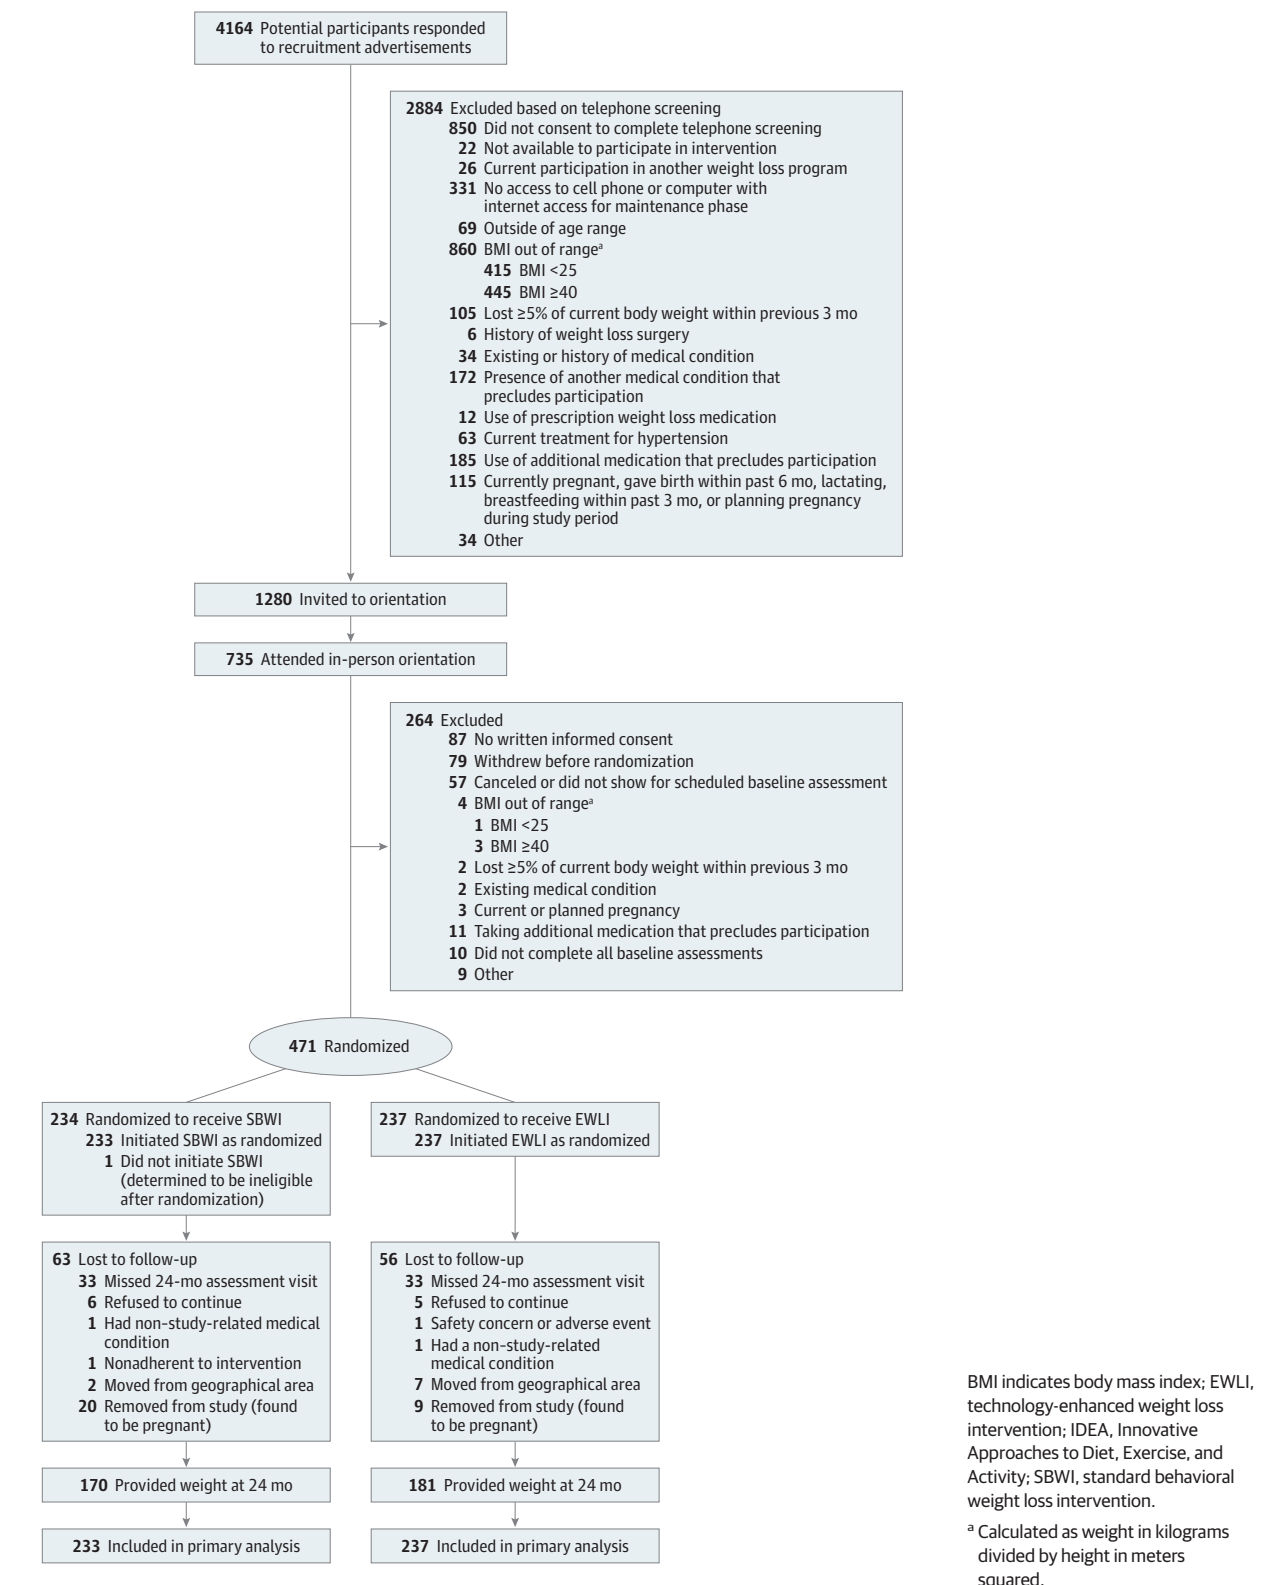 4164 Potential participants responded
to recruitment advertisements
2884 Excluded based on telephone screening
850 Did not consent to complete telephone screening
22 Not available to participate in intervention
26 Current participation in another weight loss program
331 No access to cell phone or computer with
internet access for maintenance phase
69 Outside of age range
860 BMI out of rangeᵃ
415 BMI <25
445 BMI ≥40
105 Lost ≥5% of current body weight within previous 3 mo
6 History of weight loss surgery
34 Existing or history of medical condition
172 Presence of another medical condition that
precludes participation
12 Use of prescription weight loss medication
63 Current treatment for hypertension
185 Use of additional medication that precludes participation
115 Currently pregnant, gave birth within past 6 mo, lactating,
breastfeeding within past 3 mo, or planning pregnancy
during study period
34 Other
1280 Invited to orientation
735 Attended in-person orientation
264 Excluded
87 No written informed consent
79 Withdrew before randomization
57 Canceled or did not show for scheduled baseline assessment
4 BMI out of rangeᵃ
1 BMI <25
3 BMI ≥40
2 Lost ≥5% of current body weight within previous 3 mo
2 Existing medical condition
3 Current or planned pregnancy
11 Taking additional medication that precludes participation
10 Did not complete all baseline assessments
9 Other
471 Randomized
234 Randomized to receive SBWI
233 Initiated SBWI as randomized
1 Did not initiate SBWI
(determined to be ineligible
after randomization)
237 Randomized to receive EWLI
237 Initiated EWLI as randomized
63 Lost to follow-up
33 Missed 24-mo assessment visit
6 Refused to continue
1 Had non-study-related medical
condition
1 Nonadherent to intervention
2 Moved from geographical area
20 Removed from study (found
to be pregnant)
56 Lost to follow-up
33 Missed 24-mo assessment visit
5 Refused to continue
1 Safety concern or adverse event
1 Had a non-study-related
medical condition
7 Moved from geographical area
9 Removed from study (found
to be pregnant)
170 Provided weight at 24 mo
181 Provided weight at 24 mo
233 Included in primary analysis
237 Included in primary analysis
BMI indicates body mass index; EWLI,
technology-enhanced weight loss
intervention; IDEA, Innovative
Approaches to Diet, Exercise, and
Activity; SBWI, standard behavioral
weight loss intervention.
ᵃ Calculated as weight in kilograms
divided by height in meters
squared.